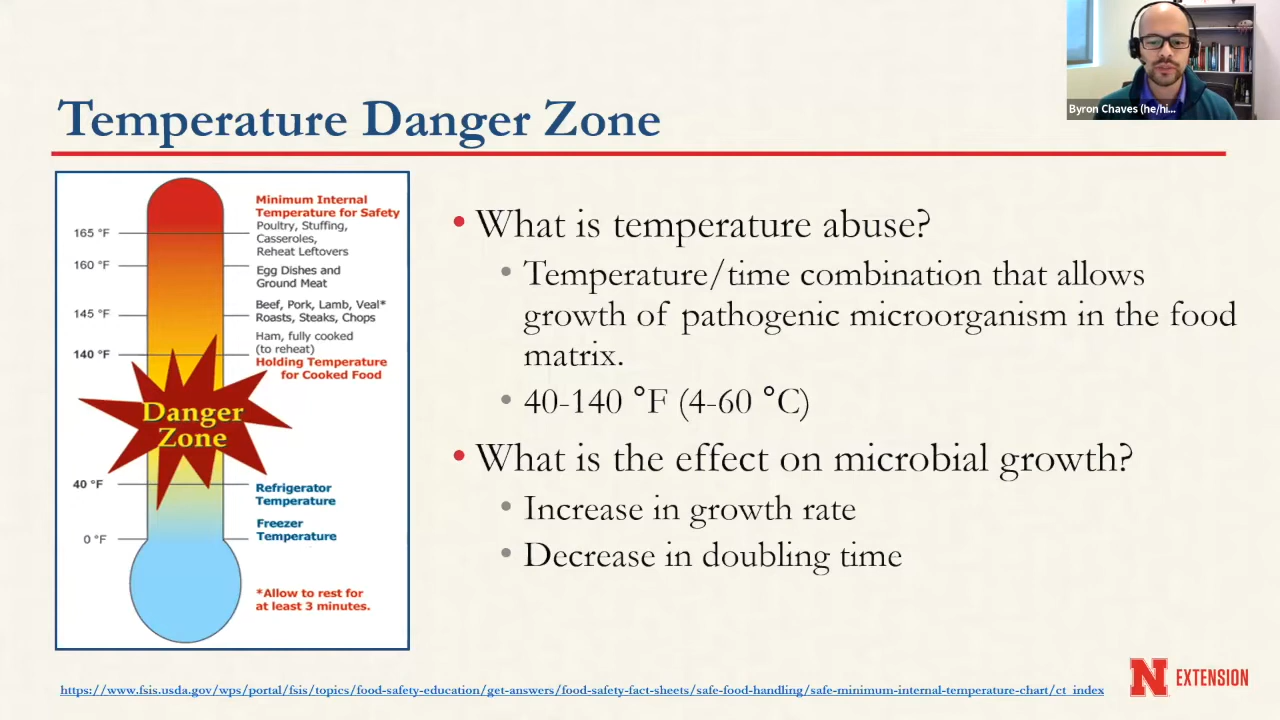 Byron Chaves (he/hi...
Temperature Danger Zone
Minimum Internal
Temperature for Safety
165 °F
Poultry, Stuffing,
Casseroles,
Reheat Leftovers
160 °F
Egg Dishes and
Ground Meat
145 °F
Beef, Pork, Lamb, Veal*
Roasts, Steaks, Chops
140 °F
Ham, fully cooked
(to reheat)
Holding Temperature
for Cooked Food
Danger
Zone
40 °F
Refrigerator
Temperature
0 °F
Freezer
Temperature
*Allow to rest for
at least 3 minutes.
• What is temperature abuse?
• Temperature/time combination that allows
growth of pathogenic microorganism in the food
matrix.
• 40-140 °F (4-60 °C)
• What is the effect on microbial growth?
• Increase in growth rate
• Decrease in doubling time
https://www.fsis.usda.gov/wps/portal/fsis/topics/food-safety-education/get-answers/food-safety-fact-sheets/safe-food-handling/safe-minimum-internal-temperature-chart/ct_index
N EXTENSION